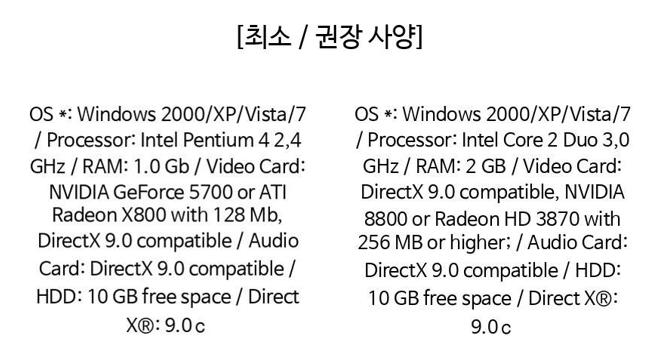 [최소 / 권장 사양]
OS *: Windows 2000/XP/Vista/7
/ Processor: Intel Pentium 4 2,4
GHz / RAM: 1.0 Gb / Video Card:
NVIDIA GeForce 5700 or ATI
Radeon X800 with 128 Mb,
DirectX 9.0 compatible / Audio
Card: DirectX 9.0 compatible /
HDD: 10 GB free space / Direct
X®: 9.0c
OS *: Windows 2000/XP/Vista/7
/ Processor: Intel Core 2 Duo 3,0
GHz / RAM: 2 GB / Video Card:
DirectX 9.0 compatible, NVIDIA
8800 or Radeon HD 3870 with
256 MB or higher; / Audio Card:
DirectX 9.0 compatible / HDD:
10 GB free space / Direct X®:
9.0c